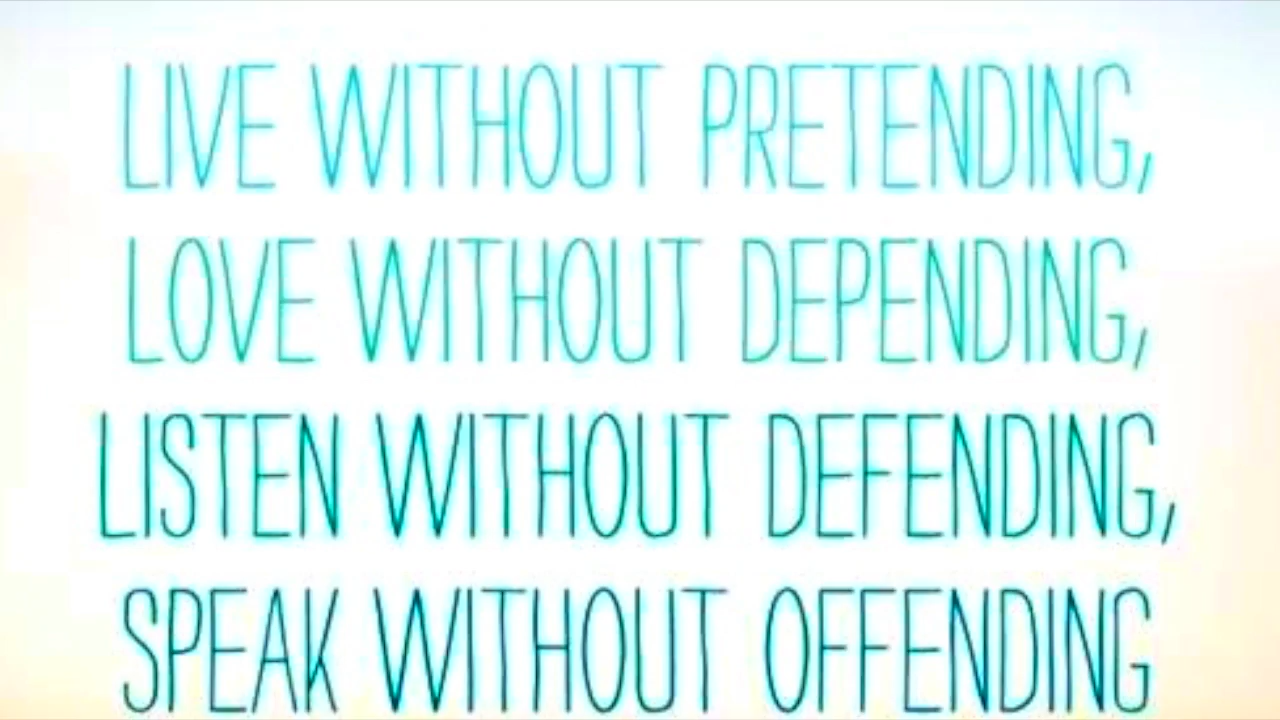 LIVE WITHOUT PRETENDING,
LOVE WITHOUT DEPENDING,
LISTEN WITHOUT DEFENDING,
SPEAK WITHOUT OFFENDING